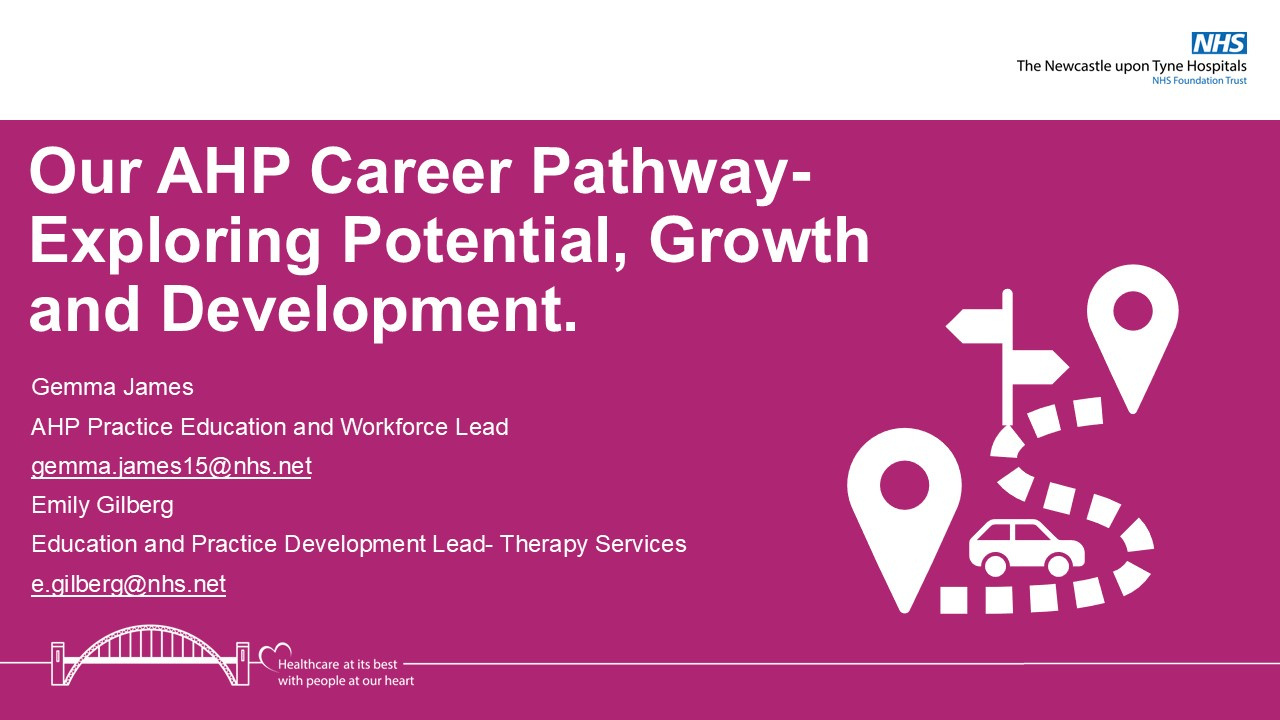 NHS
The Newcastle upon Tyne Hospitals
NHS Foundation Trust
Our AHP Career Pathway-
Exploring Potential, Growth
and Development.
Gemma James
AHP Practice Education and Workforce Lead
gemma.james15@nhs.net
Emily Gilberg
Education and Practice Development Lead- Therapy Services
e.gilberg@nhs.net
Healthcare at its best
with people at our heart